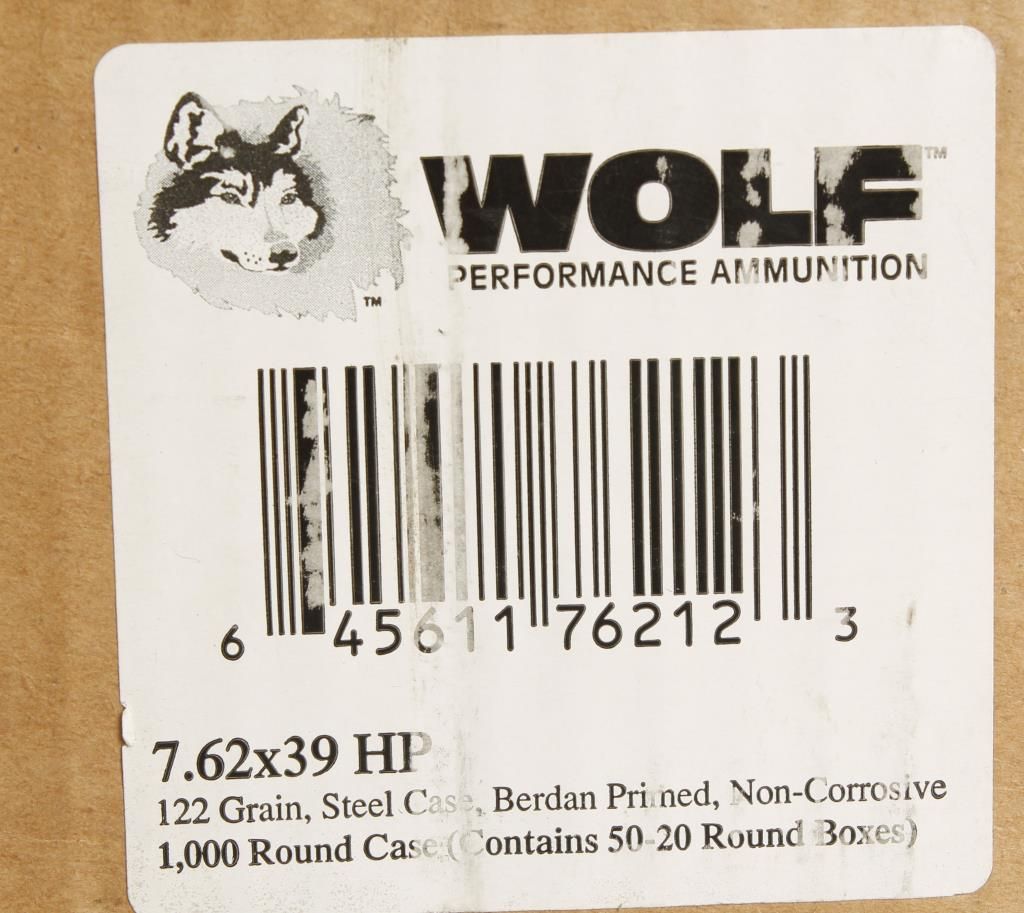 WOLF™
PERFORMANCE AMMUNITION
™
6 45611 76212 3
7.62x39 HP
122 Grain, Steel Case, Berdan Primed, Non-Corrosive
1,000 Round Case (Contains 50-20 Round Boxes)